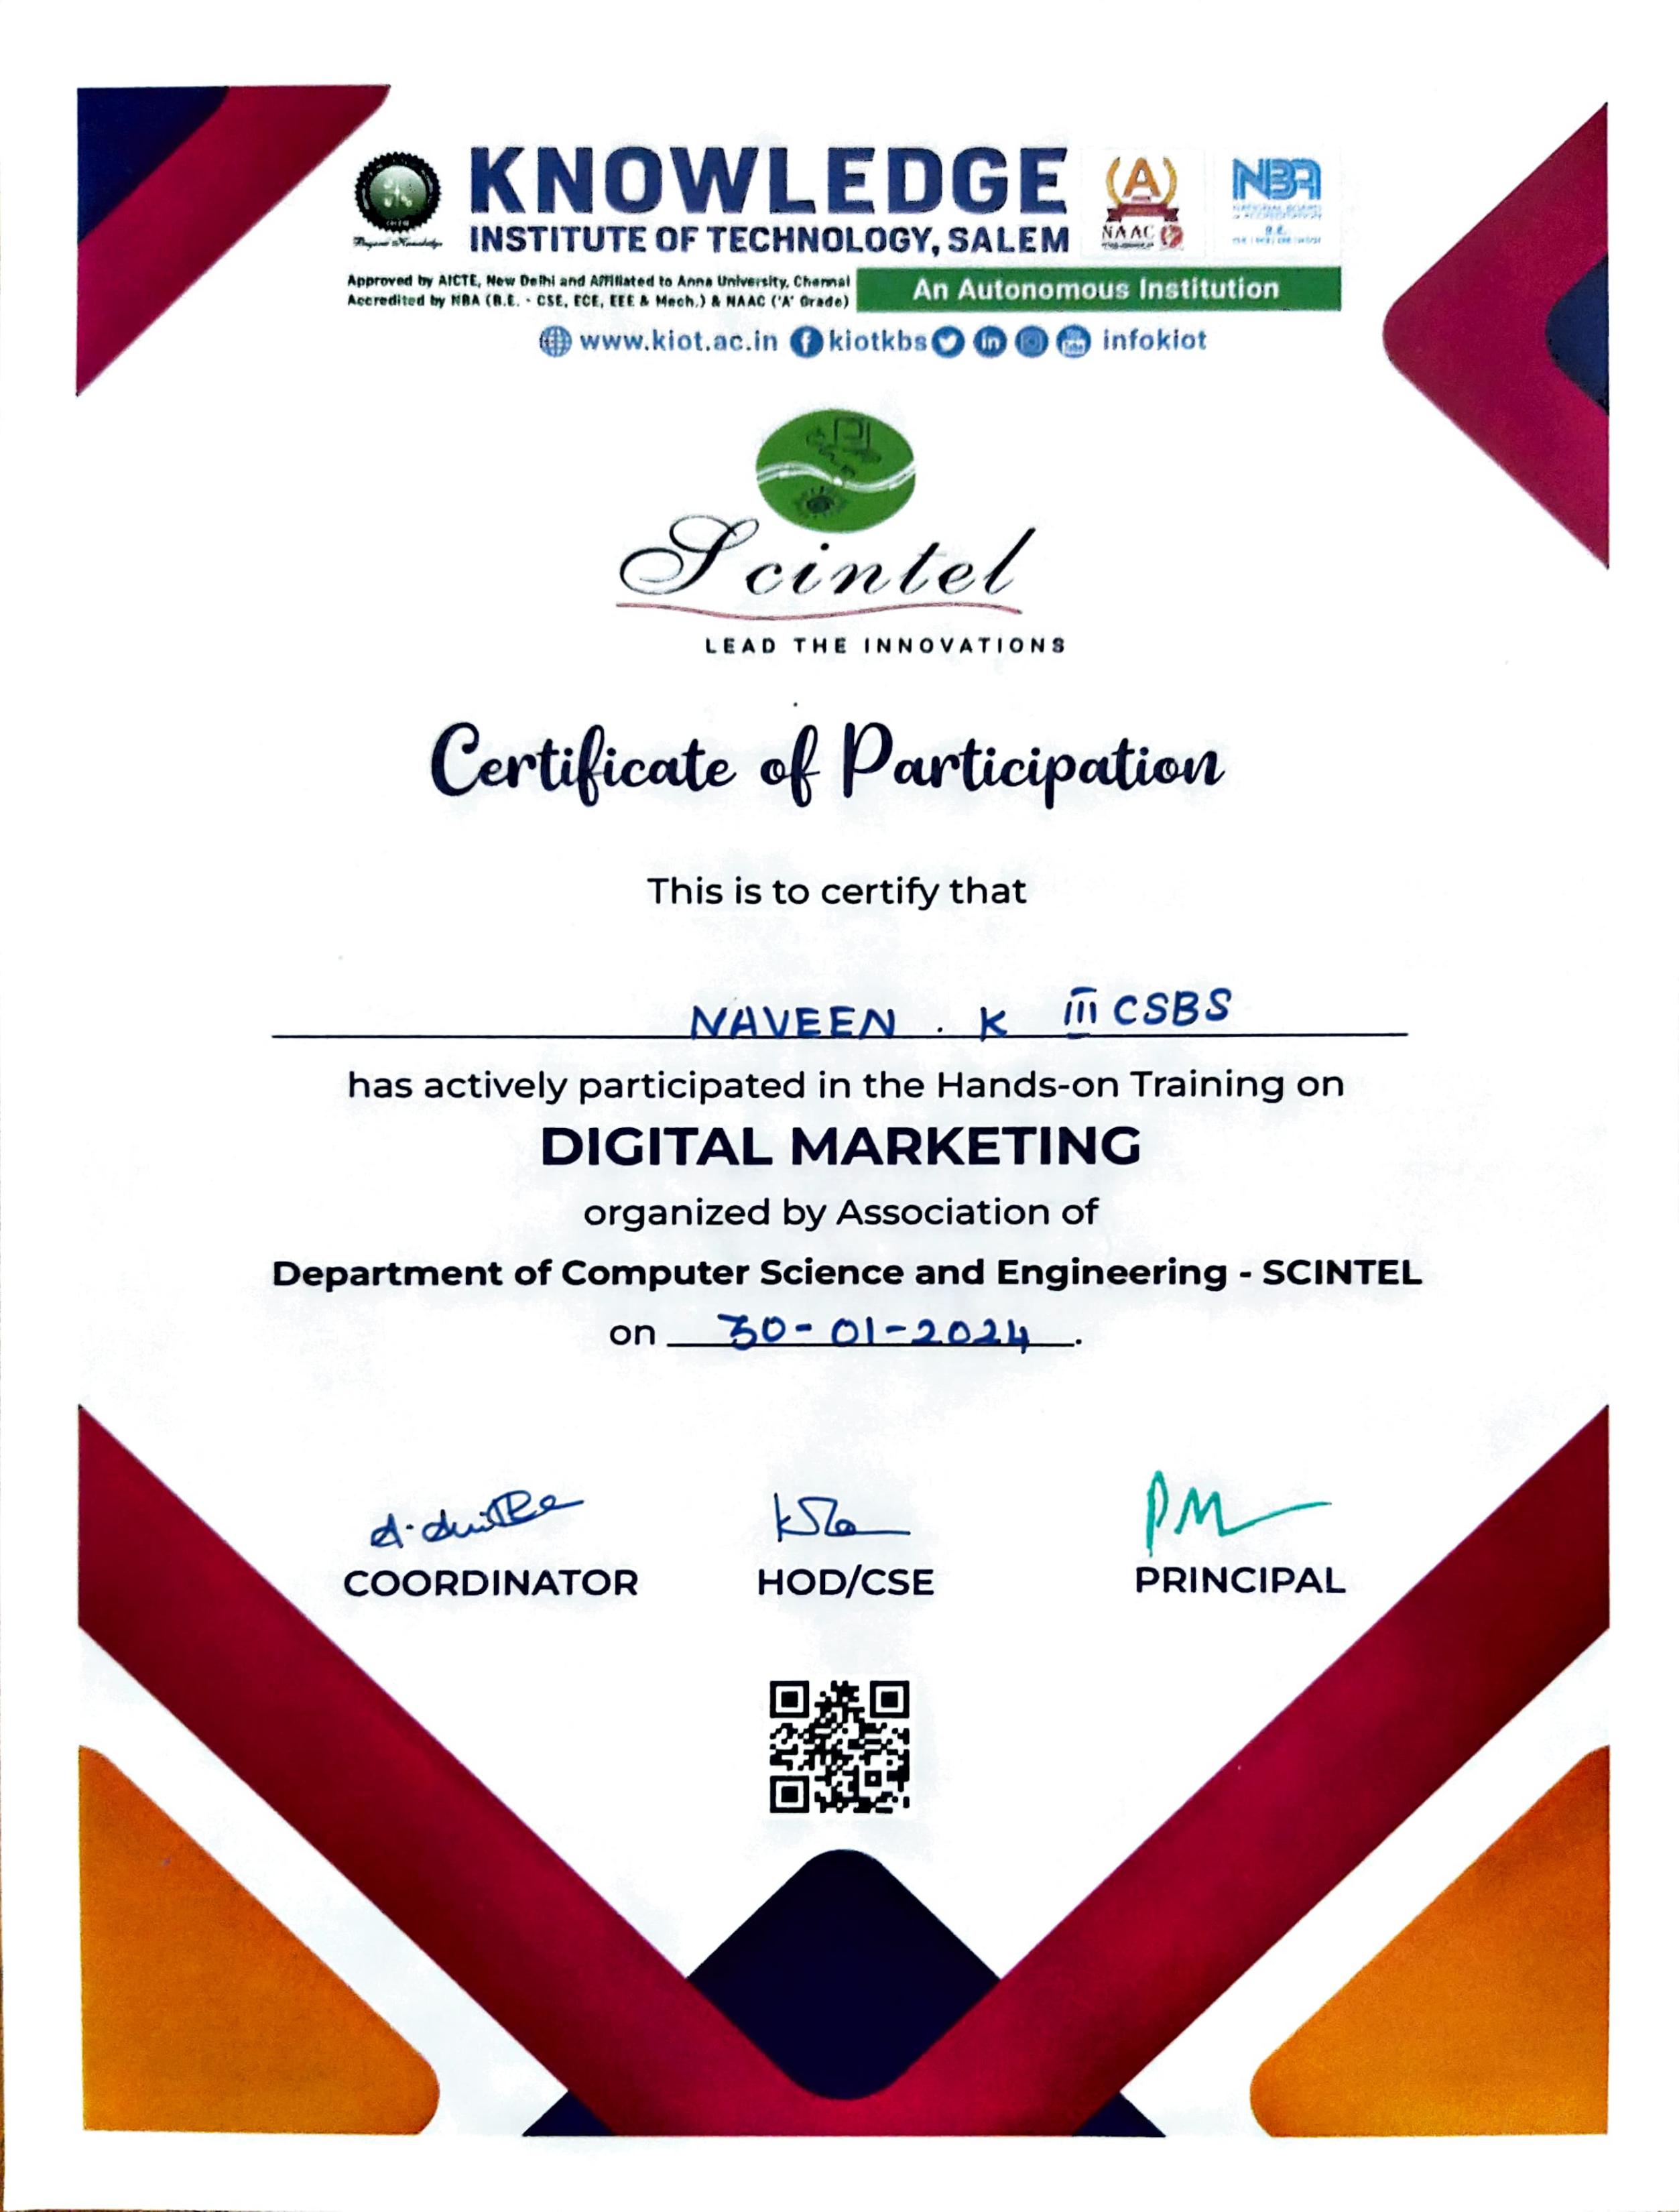 KNOWLEDGE
INSTITUTE OF TECHNOLOGY, SALEM
NAAC
NBA
NATIONAL BOARD
of ACCREDITATION
Approved by AICTE, New Delhi and Affiliated to Anna University, Chennai
Accredited by NBA (B.E. - CSE, ECE, EEE & Mech.) & NAAC ('A' Grade)
An Autonomous Institution
www.kiot.ac.in kiotkbs infokiot
Scintel
LEAD THE INNOVATIONS
Certificate of Participation
This is to certify that
NAVEEN . K III CSBS
has actively participated in the Hands-on Training on
DIGITAL MARKETING
organized by Association of
Department of Computer Science and Engineering - SCINTEL
on 30-01-2024.
COORDINATOR HOD/CSE PRINCIPAL